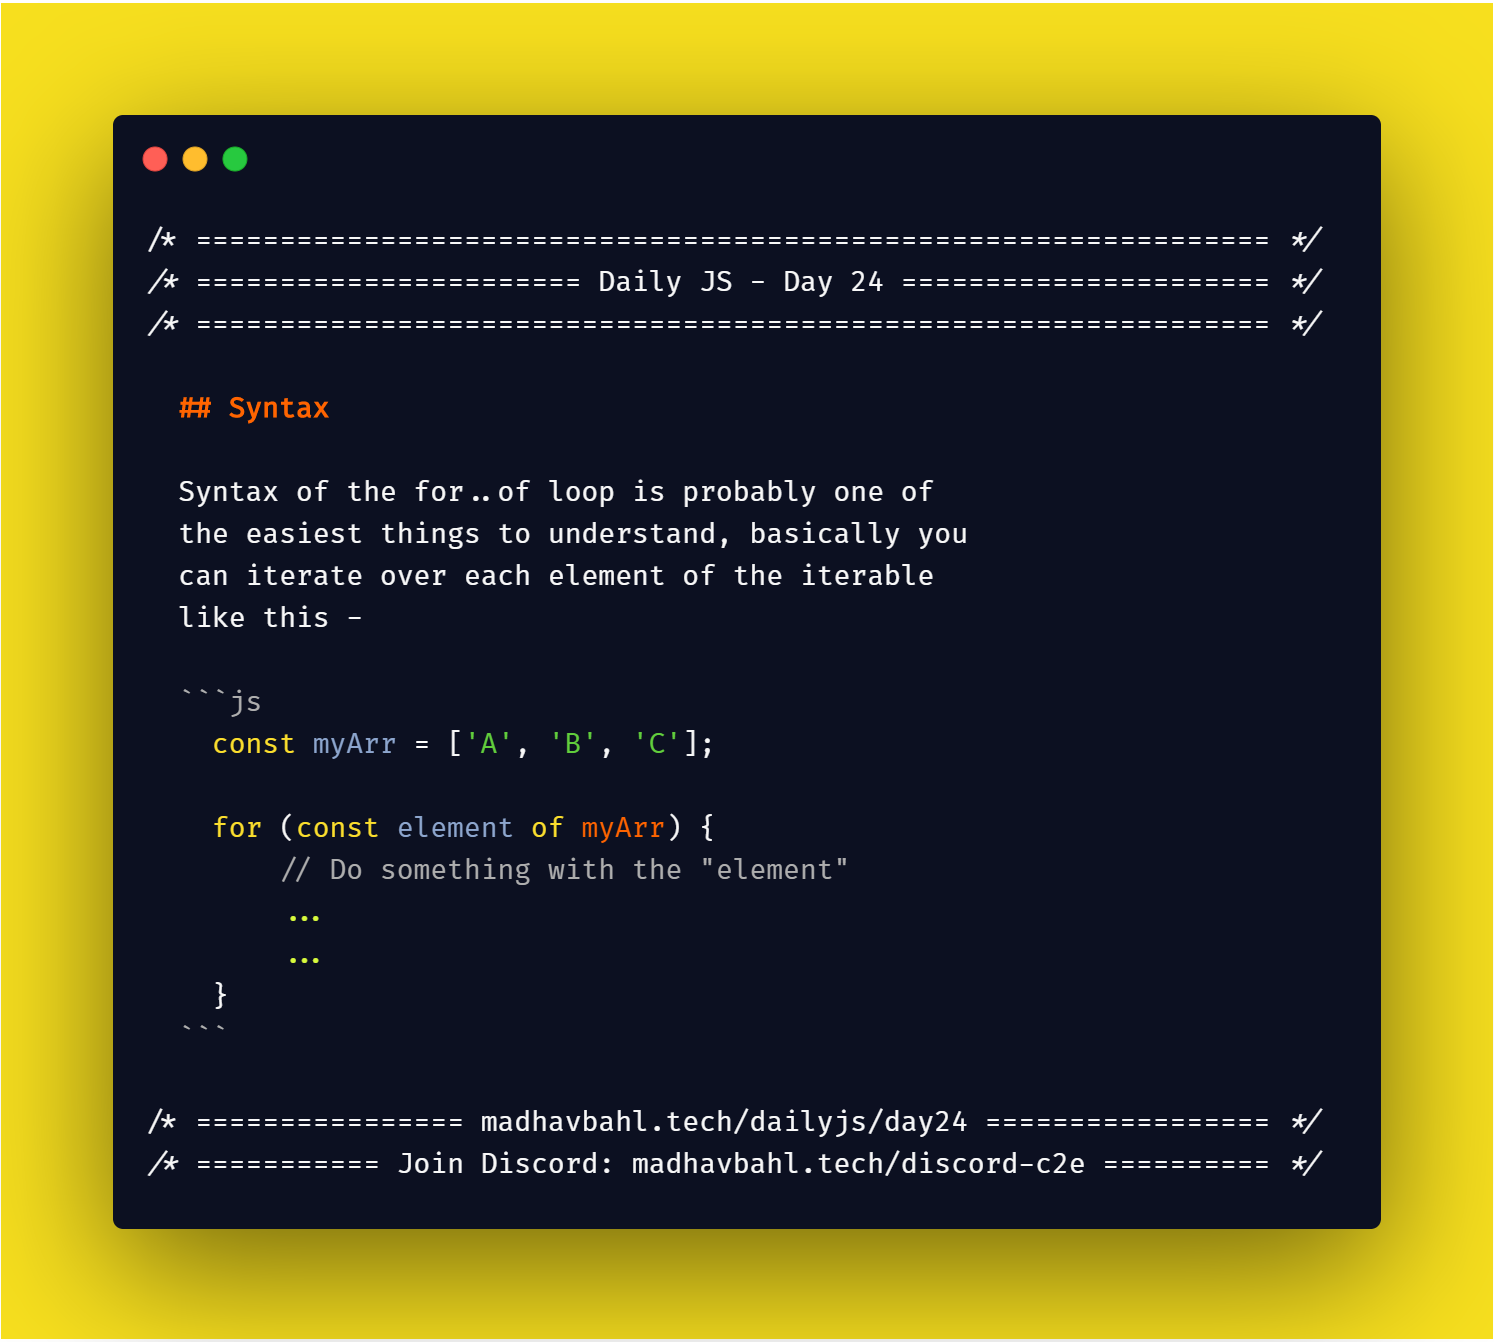 /* ================================================================ */
/* ======================= Daily JS - Day 24 ====================== */
/* ================================================================ */
## Syntax
Syntax of the for..of loop is probably one of
the easiest things to understand, basically you
can iterate over each element of the iterable
like this -
```js
const myArr = ['A', 'B', 'C'];
for (const element of myArr) {
// Do something with the "element"
...
...
}
```
/* ================ madhavbahl.tech/dailyjs/day24 ================= */
/* =========== Join Discord: madhavbahl.tech/discord-c2e ========== */